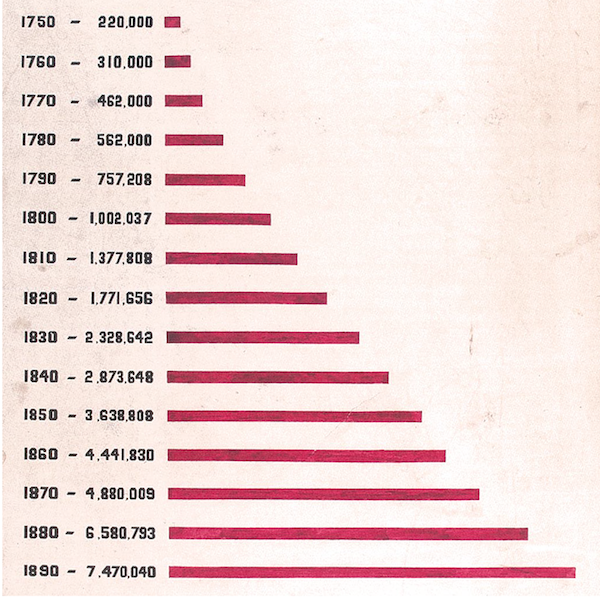 1750 - 220,000
1760 - 310,000
1770 - 462,000
1780 - 562,000
1790 - 757,208
1800 - 1,002,037
1810 - 1,377,808
1820 - 1,771,656
1830 - 2,328,642
1840 - 2,873,648
1850 - 3,638,808
1860 - 4,441,830
1870 - 4,880,009
1880 - 6,580,793
1890 - 7,470,040